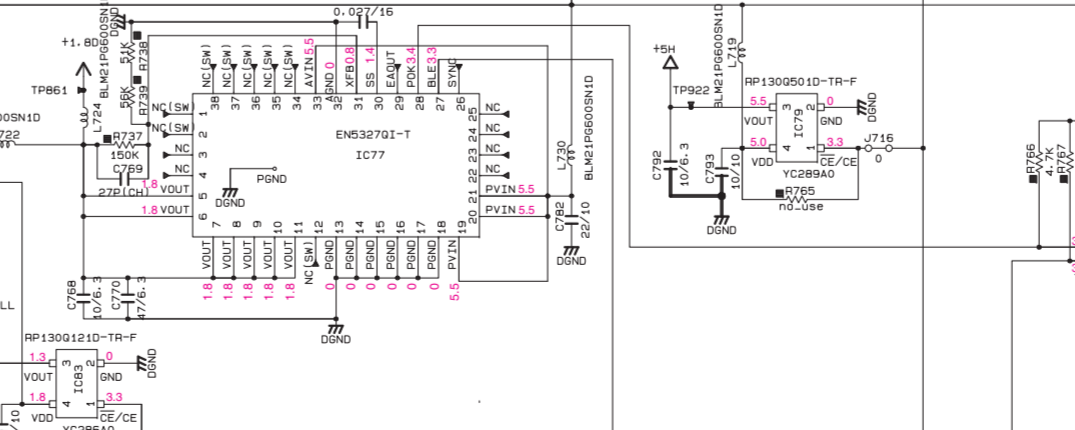 0.027/16
DGND
+1.8D
BLM21PG600SN1D
51K
R738
56K
R739
TP861
L724
00SN1D
722
R737
150K
C769
27P(CH)
NC(SW)
NC(SW)
NC(SW)
NC(SW)
NC(SW)
AVIN 5.5
AGND 0
XFB 0.8
SS 1.4
EAOUT
POK 3.4
BLE 3.3
SYNC
38
37
36
35
34
33
32
31
30
29
28
27
26
NC(SW)
NC(SW)
NC
NC
1
2
3
4
5
6
1.8 VOUT
1.8 VOUT
EN5327QI-T
IC77
PGND
DGND
25
24
23
22
21
20
NC
NC
NC
NC
PVIN 5.5
PVIN 5.5
7
8
9
10
11
12
13
14
15
16
17
18
19
VOUT
VOUT
VOUT
VOUT
VOUT
NC(SW)
PGND
PGND
PGND
PGND
PGND
PGND
PVIN
1.8
1.8
1.8
1.8
1.8
0
0
0
0
0
0
5.5
C768
10/6.3
C770
47/6.3
DGND
L730
BLM21PG600SN1D
C782
22/10
DGND
BLM21PG600SN1D
L719
+5H
TP922
RP130Q501D-TR-F
5.5
3
2
0
VOUT
GND
DGND
IC79
5.0
4
1
3.3
VDD
CE/CE
YC289A0
J716
0
R765
no_use
C792
10/6.3
C793
10/10
DGND
R766
4.7K
R767
LL
RP130Q121D-TR-F
1.3
3
2
0
VOUT
GND
DGND
IC83
1.8
4
1
3.3
VDD
CE/CE
10